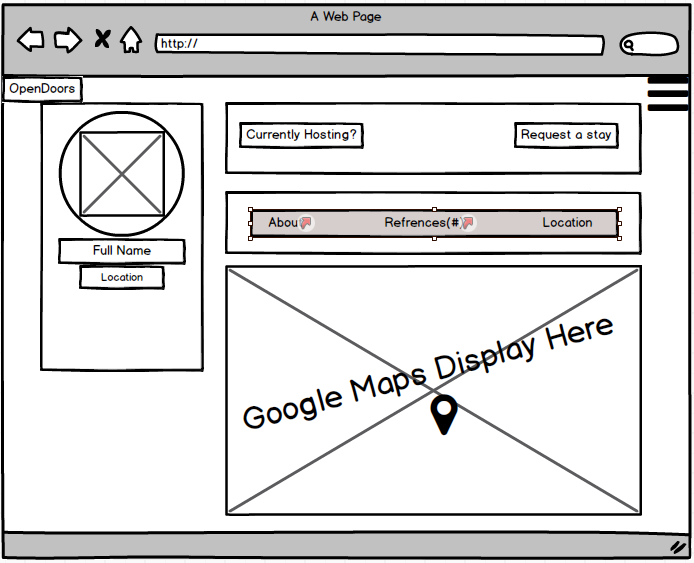 A Web Page
http://
OpenDoors
Currently Hosting?
Request a stay
Full Name
Location
Abou
Refrences(#)
Location
Google Maps Display Here